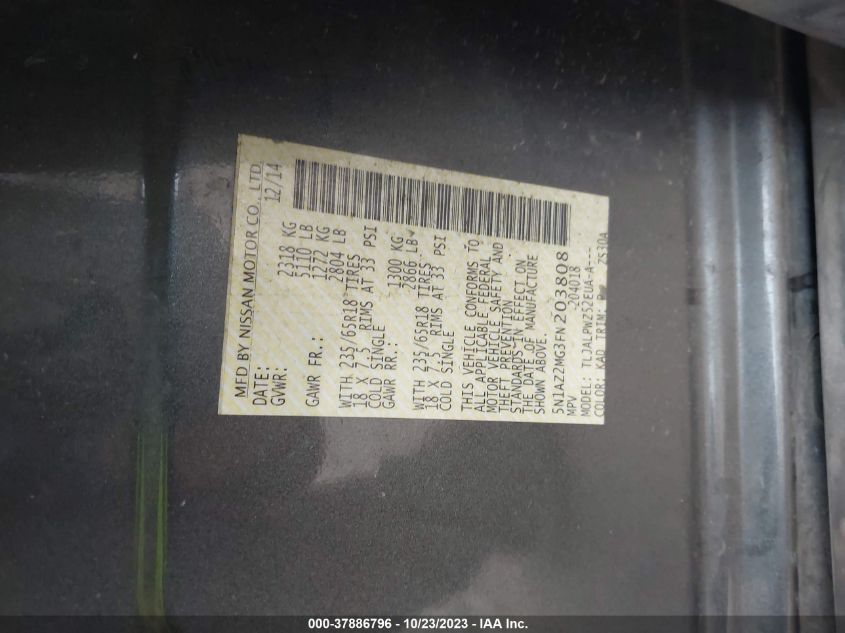 MFD BY NISSAN MOTOR CO., LTD.
DATE: 12/14
GVWR: 2318 KG
5110 LB
GAWR FR.: 1272 KG
2804 LB
WITH 235/65R18 TIRES
18 X 7.5 RIMS AT 33 PSI
COLD SINGLE
GAWR RR.: 1300 KG
2866 LB
WITH 235/65R18 TIRES
18 X 7.5 RIMS AT 33 PSI
COLD SINGLE
THIS VEHICLE CONFORMS TO
ALL APPLICABLE FEDERAL
MOTOR VEHICLE SAFETY AND
THEFT PREVENTION
STANDARDS IN EFFECT ON
THE DATE OF MANUFACTURE
SHOWN ABOVE.
5N1AZ2MG3FN203808
MPV 204018
MODEL: TLJALPWZ52EUA-A
COLOR: KAD TRIM: Z530A
000-37886796 - 10/23/2023 - IAA Inc.